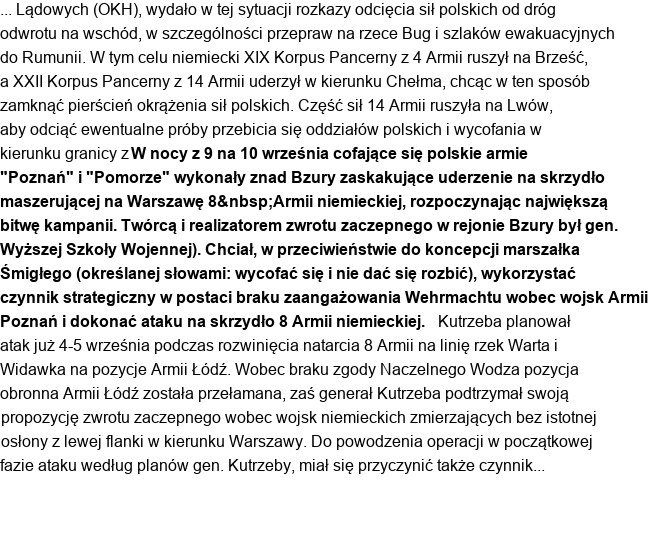 ... Lądowych (OKH), wydało w tej sytuacji rozkazy odcięcia sił polskich od dróg
odwrotu na wschód, w szczególności przepraw na rzece Bug i szlaków ewakuacyjnych
do Rumunii. W tym celu niemiecki XIX Korpus Pancerny z 4 Armii ruszył na Brześć,
a XXII Korpus Pancerny z 14 Armii uderzył w kierunku Chełma, chcąc w ten sposób
zamknąć pierścień okrążenia sił polskich. Część sił 14 Armii ruszyła na Lwów,
aby odciąć ewentualne próby przebicia się oddziałów polskich i wycofania w
kierunku granicy z W nocy z 9 na 10 września cofające się polskie armie
"Poznań" i "Pomorze" wykonały znad Bzury zaskakujące uderzenie na skrzydło
maszerującej na Warszawę 8&nbsp;Armii niemieckiej, rozpoczynając największą
bitwę kampanii. Twórcą i realizatorem zwrotu zaczepnego w rejonie Bzury był gen.
Wyższej Szkoły Wojennej). Chciał, w przeciwieństwie do koncepcji marszałka
Śmigłego (określanej słowami: wycofać się i nie dać się rozbić), wykorzystać
czynnik strategiczny w postaci braku zaangażowania Wehrmachtu wobec wojsk Armii
Poznań i dokonać ataku na skrzydło 8 Armii niemieckiej. Kutrzeba planował
atak już 4-5 września podczas rozwinięcia natarcia 8 Armii na linię rzek Warta i
Widawka na pozycje Armii Łódź. Wobec braku zgody Naczelnego Wodza pozycja
obronna Armii Łódź została przełamana, zaś generał Kutrzeba podtrzymał swoją
propozycję zwrotu zaczepnego wobec wojsk niemieckich zmierzających bez istotnej
osłony z lewej flanki w kierunku Warszawy. Do powodzenia operacji w początkowej
fazie ataku według planów gen. Kutrzeby, miał się przyczynić także czynnik...